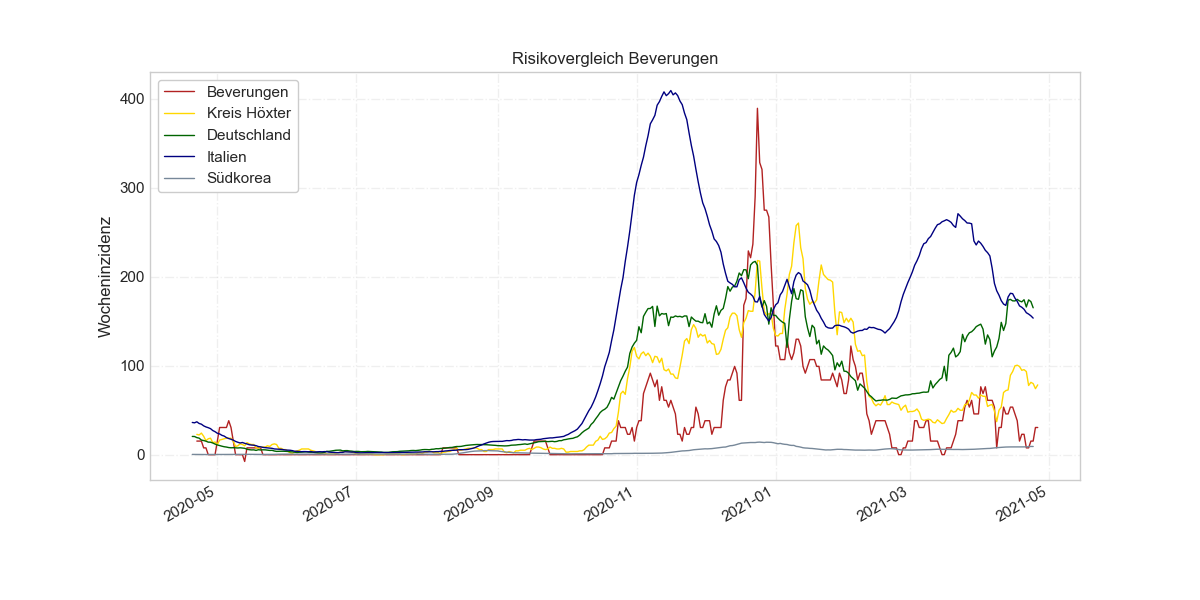 Risikovergleich Beverungen
Beverungen
Kreis Höxter
Deutschland
Italien
Südkorea
Wocheninzidenz
400
300
200
100
0
2020-05
2020-07
2020-09
2020-11
2021-01
2021-03
2021-05